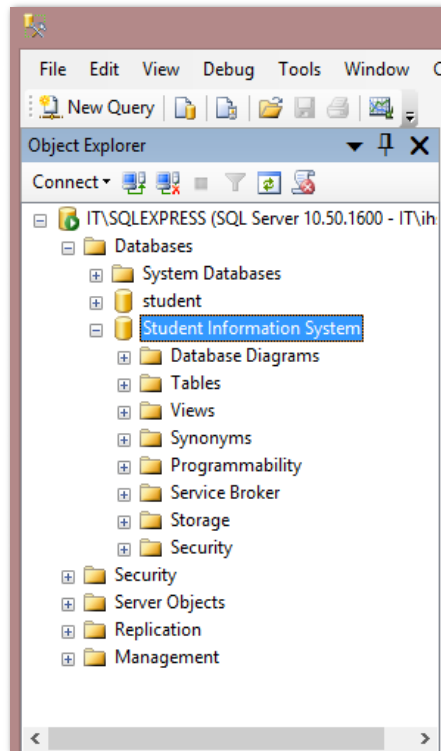 File Edit View Debug Tools Window
New Query
Object Explorer
Connect
IT\SQLEXPRESS (SQL Server 10.50.1600 - IT\ih
Databases
System Databases
student
Student Information System
Database Diagrams
Tables
Views
Synonyms
Programmability
Service Broker
Storage
Security
Security
Server Objects
Replication
Management